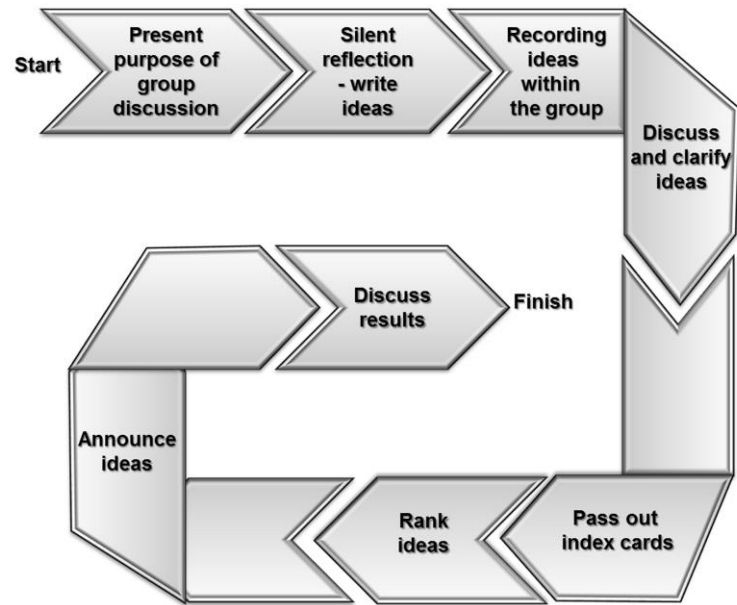 Start
Present
purpose of
group
discussion
Silent
reflection
- write
ideas
Recording
ideas
within
the group
Discuss
and clarify
ideas
Pass out
index cards
Rank
ideas
Announce
ideas
Discuss
results
Finish